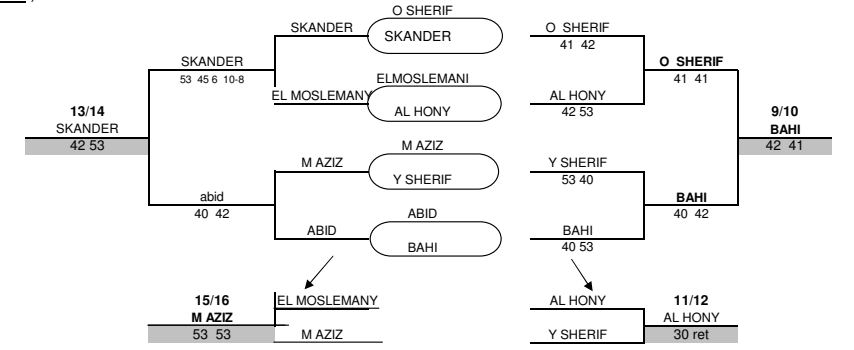 O SHERIF
SKANDER
SKANDER
O SHERIF
41 42
SKANDER
53 45 6 10-8
O SHERIF
41 41
ELMOSLEMANI
EL MOSLEMANY
AL HONY
AL HONY
42 53
13/14
SKANDER
42 53
9/10
BAHI
42 41
M AZIZ
M AZIZ
Y SHERIF
Y SHERIF
53 40
abid
40 42
BAHI
40 42
ABID
ABID
BAHI
BAHI
40 53
15/16
M AZIZ
53 53
EL MOSLEMANY
M AZIZ
AL HONY
Y SHERIF
11/12
AL HONY
30 ret